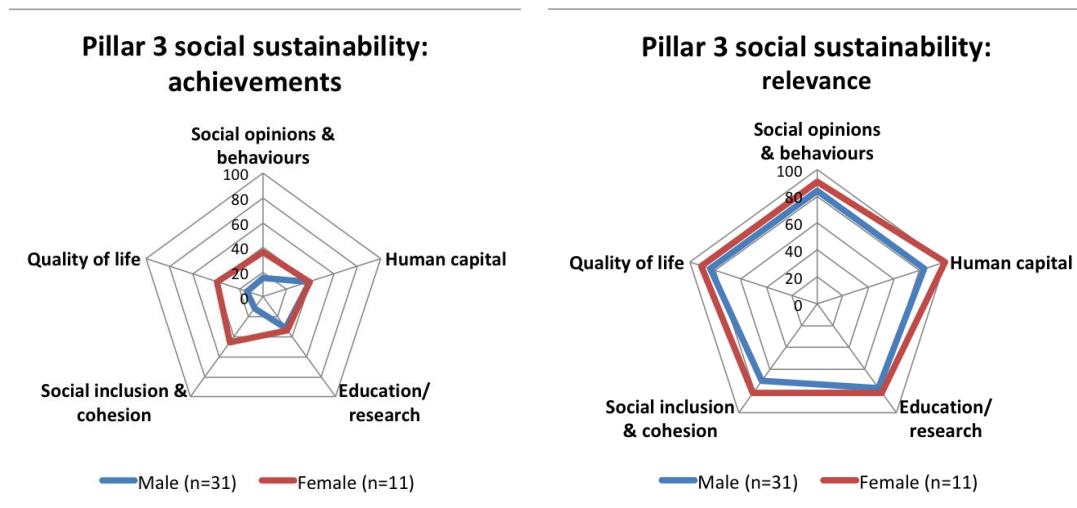 Pillar 3 social sustainability:
achievements
Social opinions &
behaviours
100
80
60
40
20
0
Quality of life
Human capital
Social inclusion &
cohesion
Education/
research
Male (n=31)
Female (n=11)
Pillar 3 social sustainability:
relevance
Social opinions
& behaviours
100
80
60
40
20
0
Quality of life
Human capital
Social inclusion
& cohesion
Education/
research
Male (n=31)
Female (n=11)